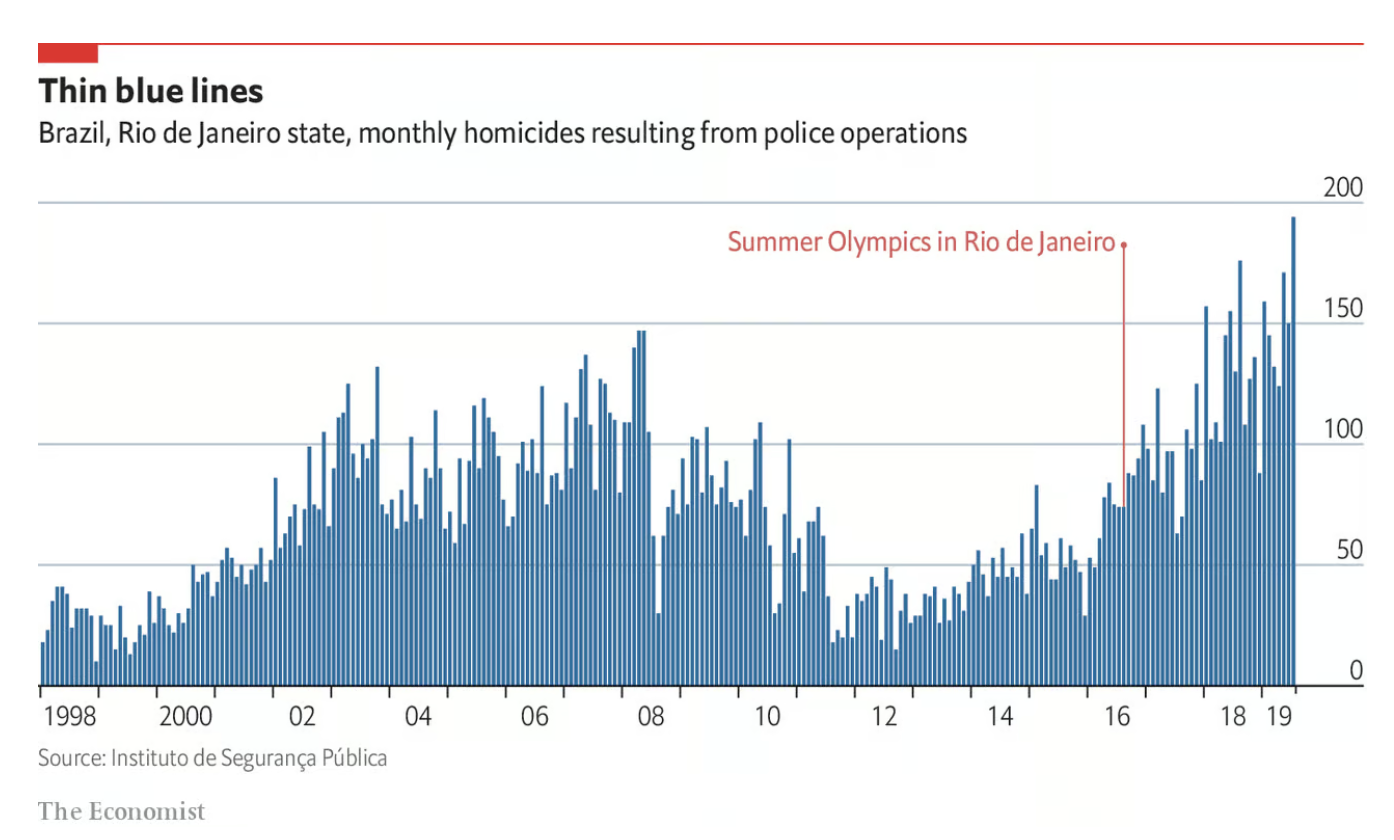 Thin blue lines
Brazil, Rio de Janeiro state, monthly homicides resulting from police operations
200
Summer Olympics in Rio de Janeiro
150
100
50
0
1998 2000 02 04 06 08 10 12 14 16 18 19
Source: Instituto de Segurança Pública
The Economist